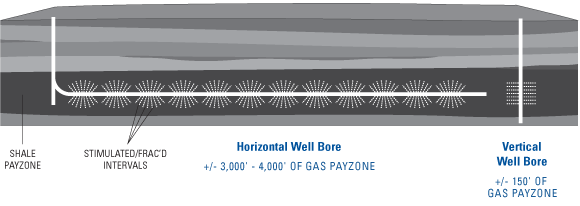 SHALE
PAYZONE
STIMULATED/FRAC'D
INTERVALS
Horizontal Well Bore
+/- 3,000' - 4,000' OF GAS PAYZONE
Vertical
Well Bore
+/- 150' OF
GAS PAYZONE